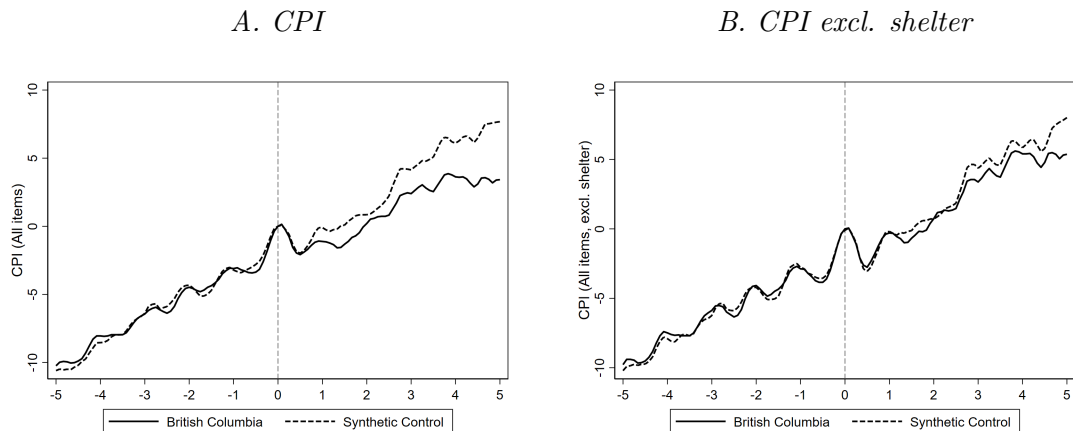 A. CPI
B. CPI excl. shelter
CPI (All items)
10
5
0
-5
-10
-5 -4 -3 -2 -1 0 1 2 3 4 5
British Columbia Synthetic Control
CPI (All items, excl. shelter)
10
5
0
-5
-10
-5 -4 -3 -2 -1 0 1 2 3 4 5
British Columbia Synthetic Control